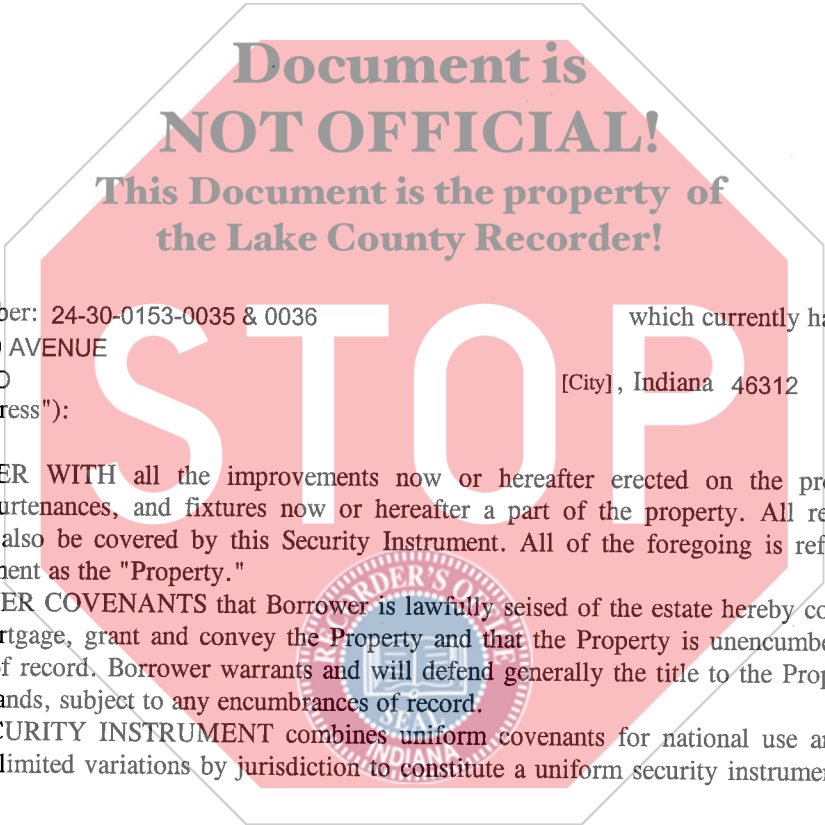 Document is
NOT OFFICIAL!
This Document is the property of
the Lake County Recorder!
STOP
ber: 24-30-0153-0035 & 0036 which currently ha
AVENUE
O [City], Indiana 46312
ress"):
ER WITH all the improvements now or hereafter erected on the pro
urtenances, and fixtures now or hereafter a part of the property. All re
also be covered by this Security Instrument. All of the foregoing is ref
ment as the "Property."
ER COVENANTS that Borrower is lawfully seised of the estate hereby co
rtgage, grant and convey the Property and that the Property is unencumbe
of record. Borrower warrants and will defend generally the title to the Prop
ands, subject to any encumbrances of record.
CURITY INSTRUMENT combines uniform covenants for national use an
limited variations by jurisdiction to constitute a uniform security instrumen
RECORDER'S OFFICE
SEAL
INDIANA